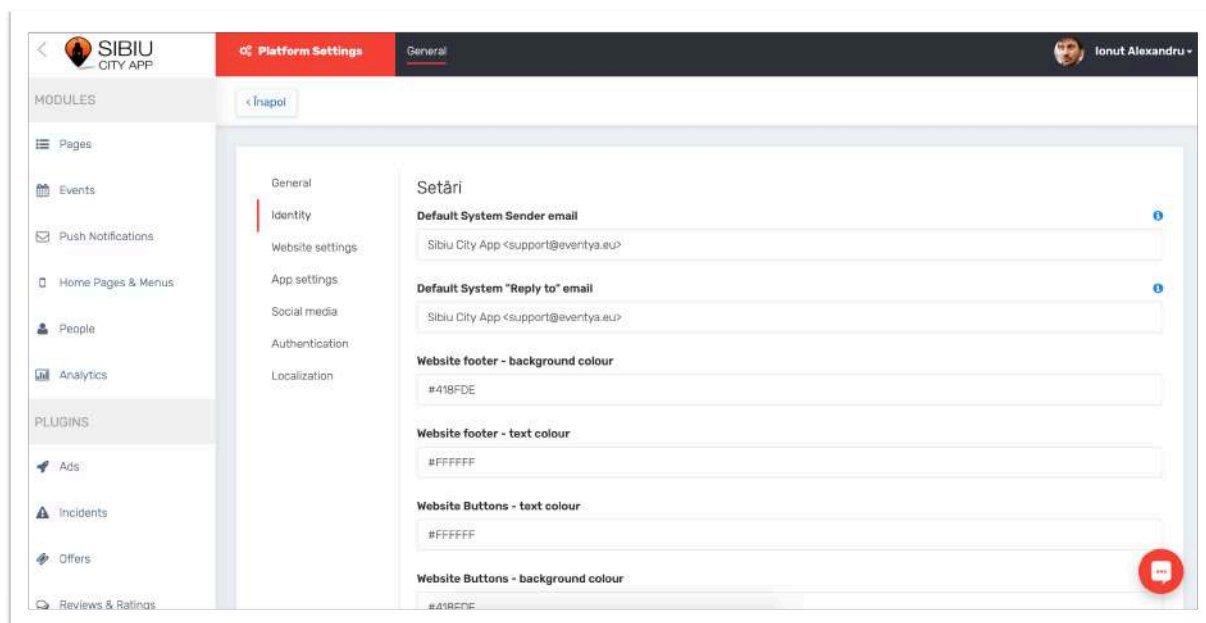 SIBIU
CITY APP
Platform Settings
General
Ionut Alexandru
MODULES
Pages
Events
Push Notifications
Home Pages & Menus
People
Analytics
PLUGINS
Ads
Incidents
Offers
Reviews & Ratings
< Înapoi
General
Identity
Website settings
App settings
Social media
Authentication
Localization
Setări
Default System Sender email
Sibiu City App <support@eventya.eu>
Default System "Reply to" email
Sibiu City App <support@eventya.eu>
Website footer - background colour
#418FDE
Website footer - text colour
#FFFFFF
Website Buttons - text colour
#FFFFFF
Website Buttons - background colour
#418FDE